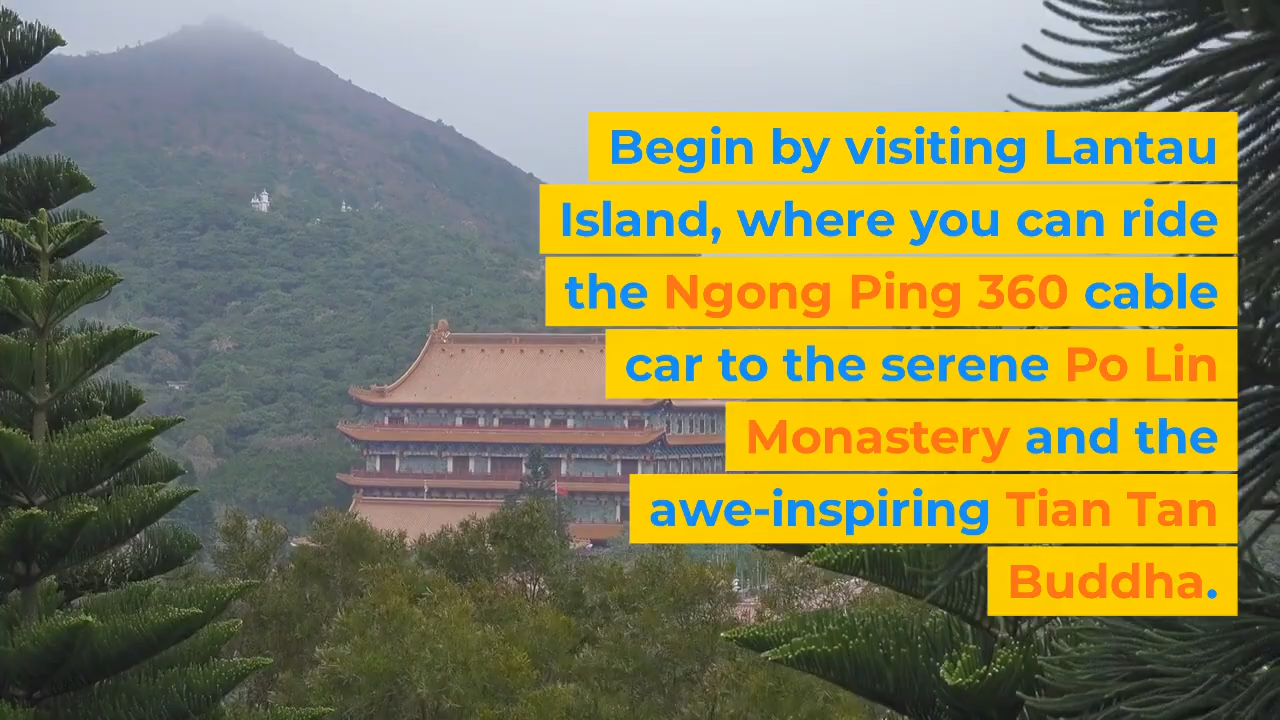 Begin by visiting Lantau
Island, where you can ride
the Ngong Ping 360 cable
car to the serene Po Lin
Monastery and the
awe-inspiring Tian Tan
Buddha.